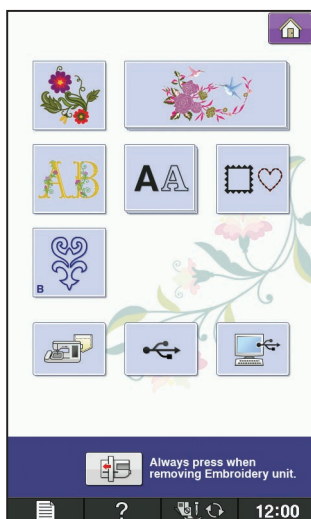 AB
AA
B
Always press when
removing Embroidery unit.
?
12:00